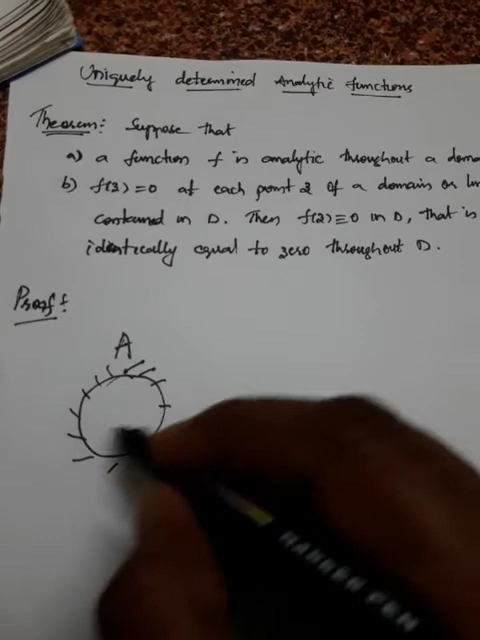 Uniquely determined Analytic functions
Theorem: Suppose that
a) a function f is analytic throughout a doma
b) f(z)=0 at each point z of a domain or lin
contained in D. Then f(z)≡0 in D, that is
identically equal to zero throughout D.
Proof:
A